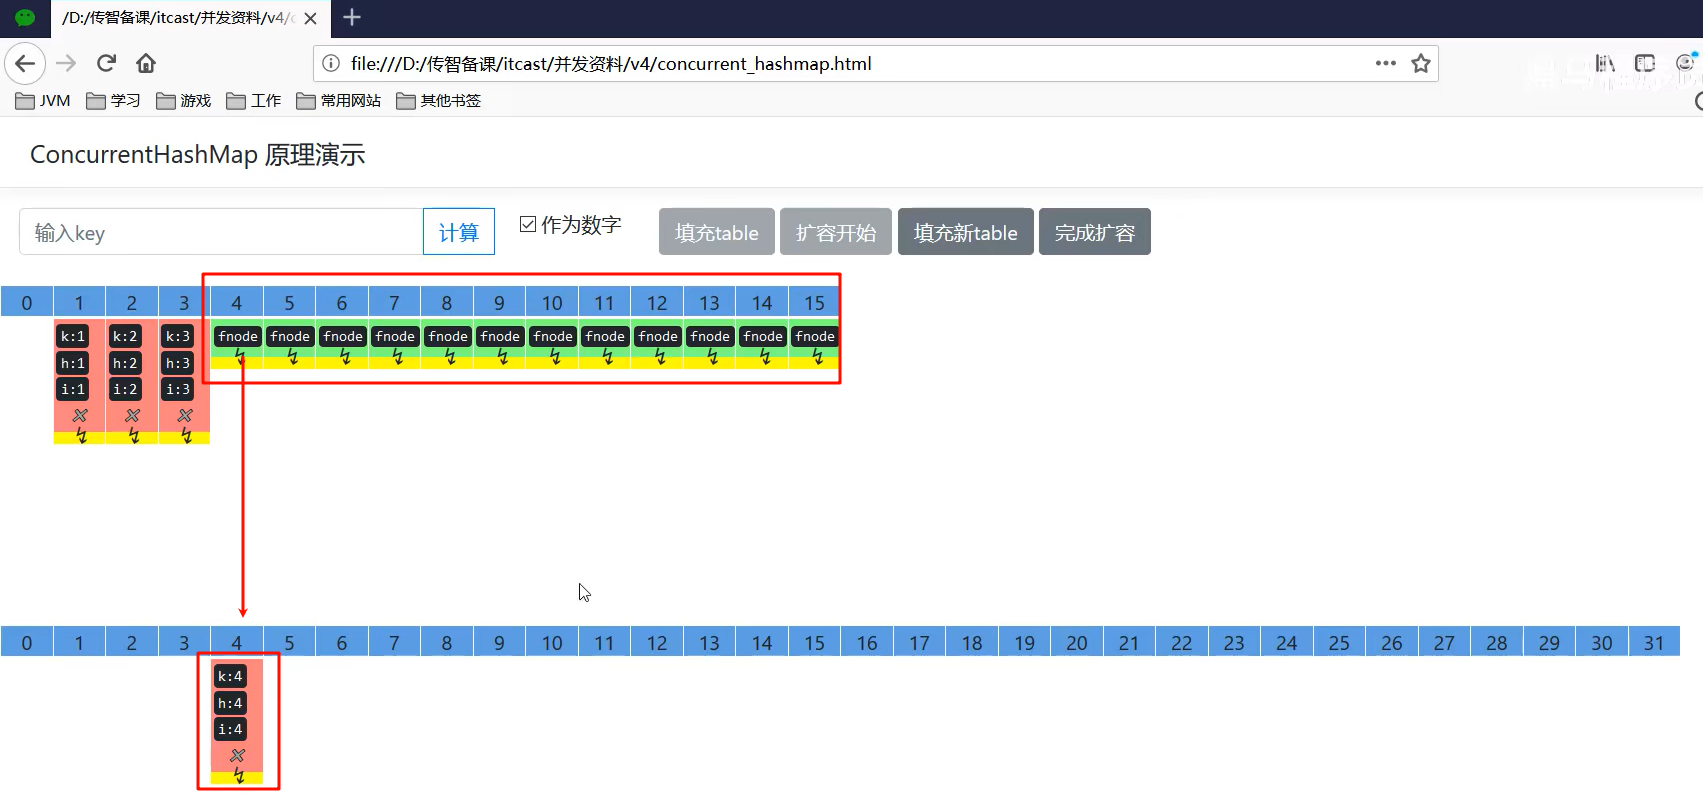 /D:/传智备课/itcast/并发资料/v4/c
file:///D:/传智备课/itcast/并发资料/v4/concurrent_hashmap.html
JVM 学习 游戏 工作 常用网站 其他书签
ConcurrentHashMap 原理演示
输入key 计算 作为数字 填充table 扩容开始 填充新table 完成扩容
0 1 2 3 4 5 6 7 8 9 10 11 12 13 14 15
k:1 k:2 k:3 fnode fnode fnode fnode fnode fnode fnode fnode fnode fnode fnode fnode
h:1 h:2 h:3
i:1 i:2 i:3
0 1 2 3 4 5 6 7 8 9 10 11 12 13 14 15 16 17 18 19 20 21 22 23 24 25 26 27 28 29 30 31
k:4
h:4
i:4